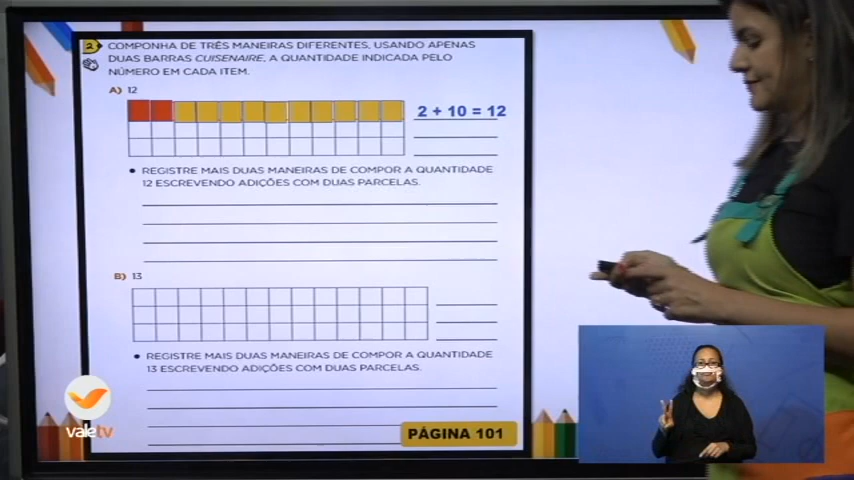 2 COMPONHA DE TRÊS MANEIRAS DIFERENTES, USANDO APENAS
DUAS BARRAS CUISENAIRE, A QUANTIDADE INDICADA PELO
NÚMERO EM CADA ITEM.
A) 12
2 + 10 = 12
• REGISTRE MAIS DUAS MANEIRAS DE COMPOR A QUANTIDADE
12 ESCREVENDO ADIÇÕES COM DUAS PARCELAS.
B) 13
• REGISTRE MAIS DUAS MANEIRAS DE COMPOR A QUANTIDADE
13 ESCREVENDO ADIÇÕES COM DUAS PARCELAS.
PÁGINA 101
valetv